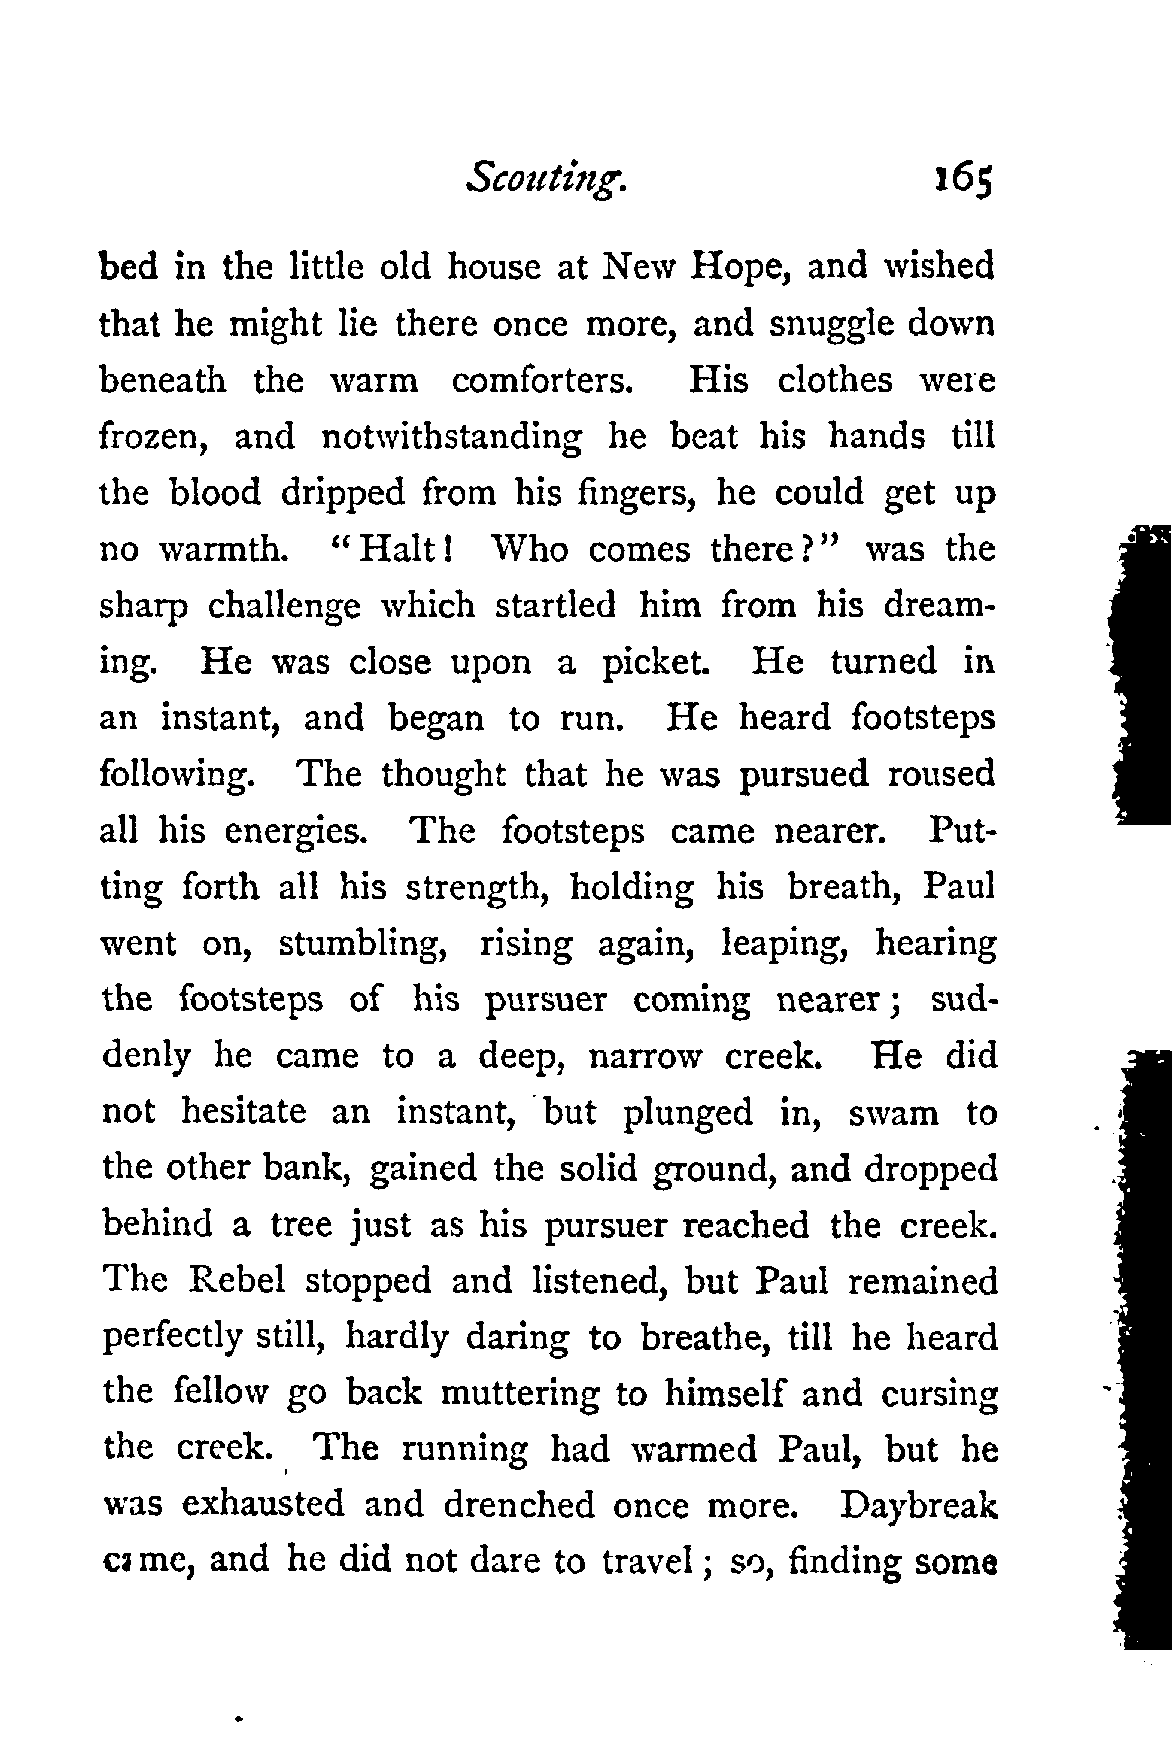 Scouting. 165
bed in the little old house at New Hope, and wished
that he might lie there once more, and snuggle down
beneath the warm comforters. His clothes were
frozen, and notwithstanding he beat his hands till
the blood dripped from his fingers, he could get up
no warmth. "Halt! Who comes there?" was the
sharp challenge which startled him from his dream-
ing. He was close upon a picket. He turned in
an instant, and began to run. He heard footsteps
following. The thought that he was pursued roused
all his energies. The footsteps came nearer. Put-
ting forth all his strength, holding his breath, Paul
went on, stumbling, rising again, leaping, hearing
the footsteps of his pursuer coming nearer; sud-
denly he came to a deep, narrow creek. He did
not hesitate an instant, but plunged in, swam to
the other bank, gained the solid ground, and dropped
behind a tree just as his pursuer reached the creek.
The Rebel stopped and listened, but Paul remained
perfectly still, hardly daring to breathe, till he heard
the fellow go back muttering to himself and cursing
the creek. The running had warmed Paul, but he
was exhausted and drenched once more. Daybreak
came, and he did not dare to travel; so, finding some